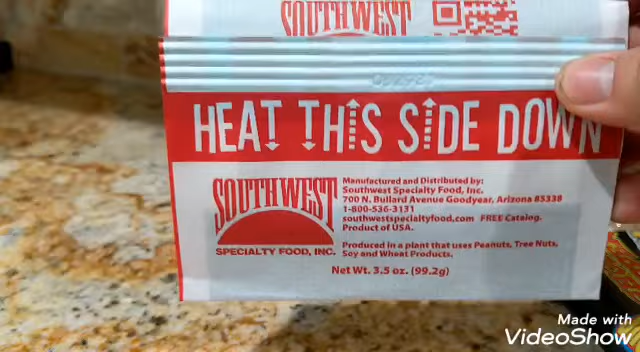 SOUTHWEST
HEAT THIS SIDE DOWN
SOUTHWEST
SPECIALTY FOOD, INC.
Manufactured and Distributed by:
Southwest Specialty Food, Inc.
700 N. Bullard Avenue Goodyear, Arizona 85338
1-800-536-3131
southwestspecialtyfood.com FREE Catalog.
Product of USA.
Produced in a plant that uses Peanuts, Tree Nuts,
Soy and Wheat Products.
Net Wt. 3.5 oz. (99.2g)
Made with
VideoShow